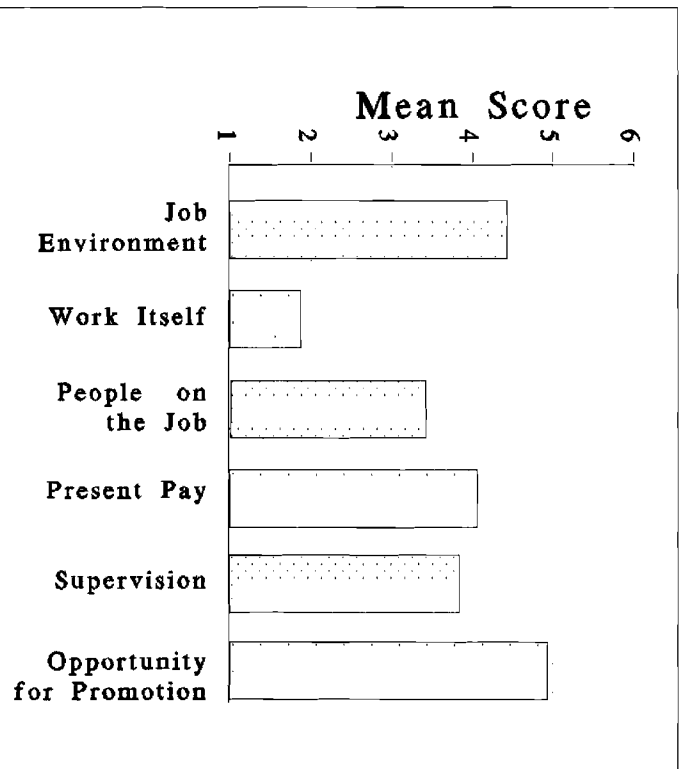 Mean Score
1 2 3 4 5 6
Job
Environment
Work Itself
People on
the Job
Present Pay
Supervision
Opportunity
for Promotion